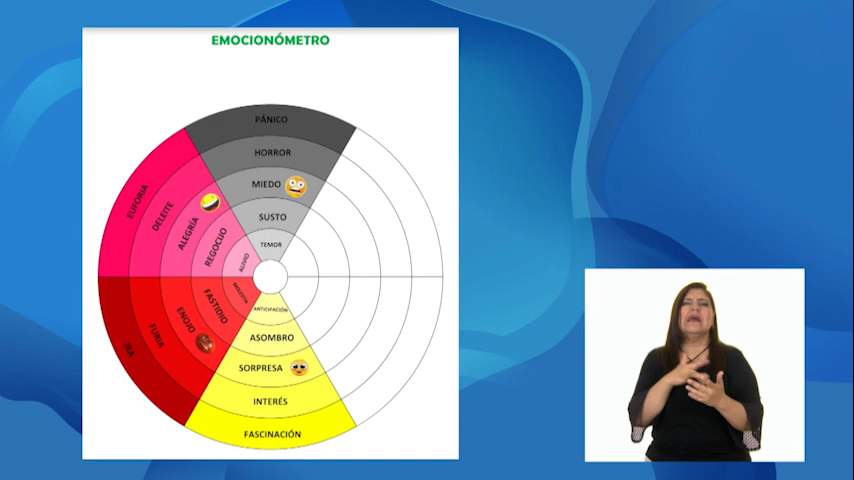 EMOCIONÓMETRO
PÁNICO
HORROR
MIEDO
SUSTO
TEMOR
EUFORIA
DELEITE
ALEGRÍA
REGOCIJO
ALIVIO
IRA
FURIA
ENOJO
FASTIDIO
MOLESTIA
ANTICIPACIÓN
ASOMBRO
SORPRESA
INTERÉS
FASCINACIÓN